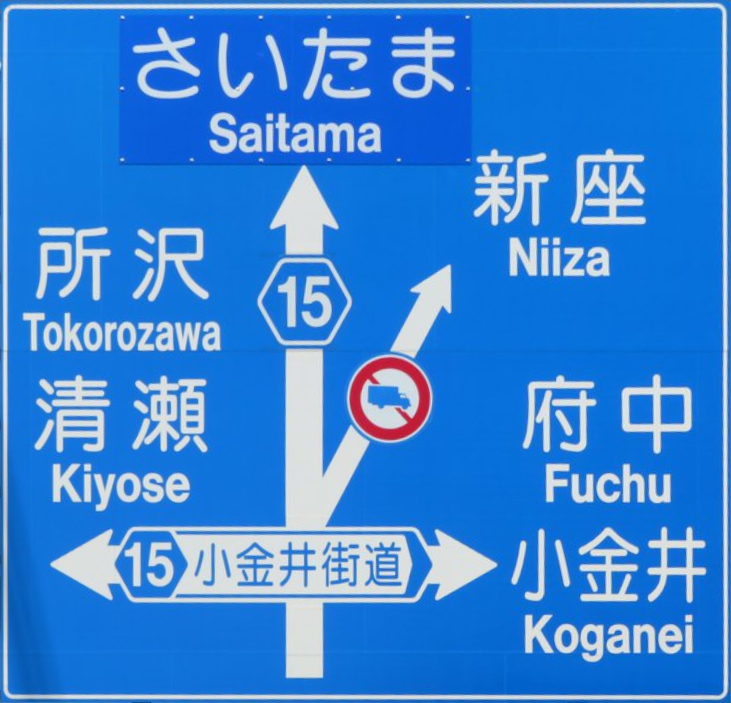 さいたま
Saitama
新座
Niiza
所沢
Tokorozawa
15
清瀬
Kiyose
府中
Fuchu
15 小金井街道
小金井
Koganei